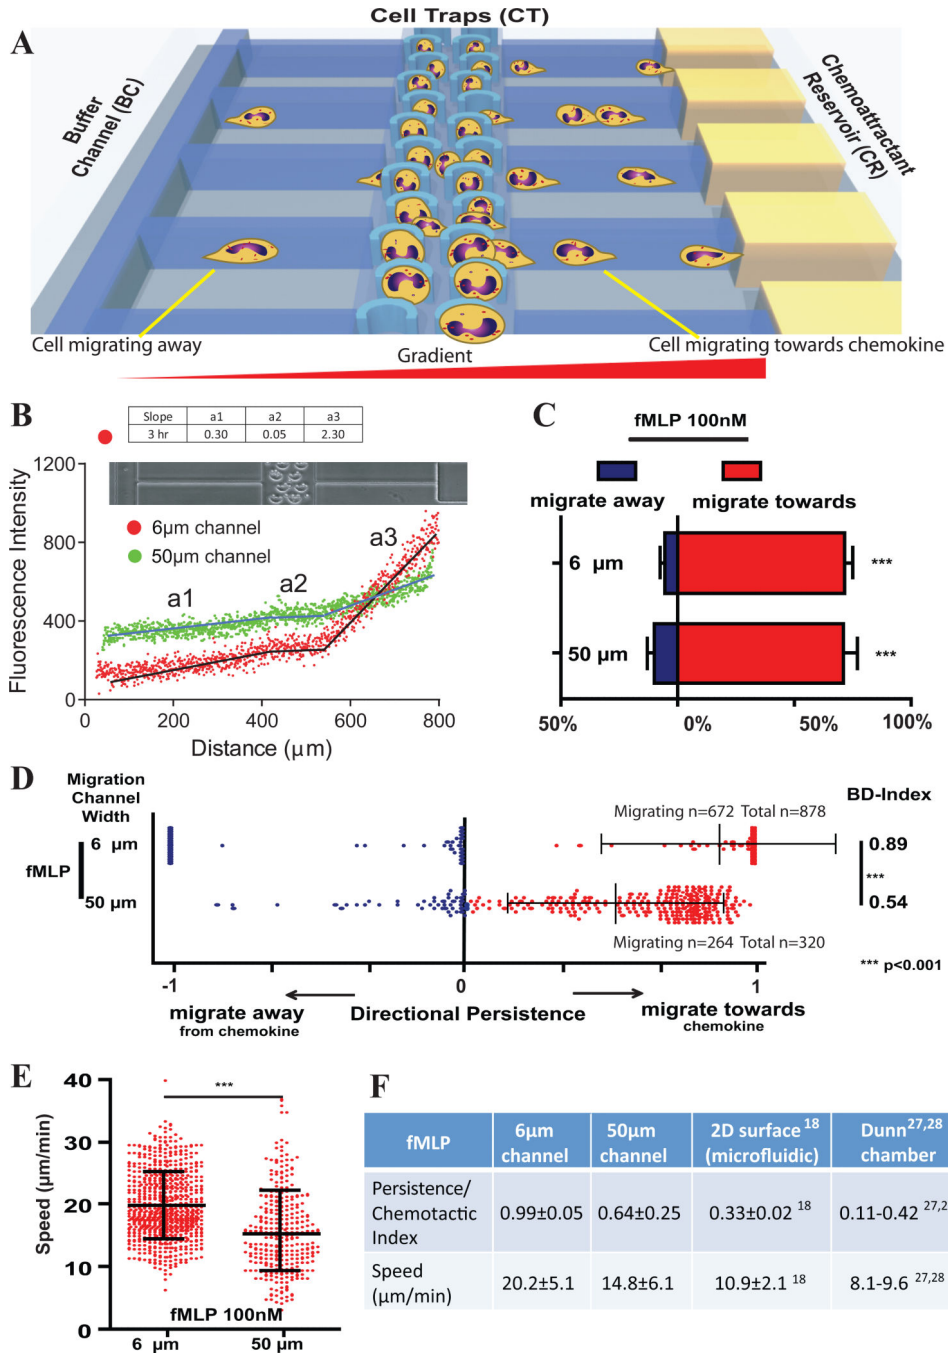 Cell Traps (CT)
A
Buffer
Channel (BC)
Chemoattractant
Reservoir (CR)
Cell migrating away
Gradient
Cell migrating towards chemokine
B
Slope a1 a2 a3
3 hr 0.30 0.05 2.30
1200
800
400
0
Fluorescence Intensity
6µm channel
50µm channel
a1
a2
a3
0 200 400 600 800
Distance (µm)
C
fMLP 100nM
migrate away
migrate towards
6 µm
***
50 µm
***
50% 0% 50% 100%
D
Migration
Channel
Width
BD-Index
Migrating n=672 Total n=878
6 µm
0.89
fMLP
***
50 µm
0.54
Migrating n=264 Total n=320
*** p<0.001
-1 0 1
migrate away
from chemokine
Directional Persistence
migrate towards
chemokine
E
***
40
30
20
10
0
Speed (µm/min)
fMLP 100nM
6 µm 50 µm
F
fMLP
6µm
channel
50µm
channel
2D surface 18
(microfluidic)
Dunn27,28
chamber
Persistence/
Chemotactic
Index
0.99±0.05 0.64±0.25 0.33±0.02 18 0.11-0.42 27,2
Speed
(µm/min)
20.2±5.1 14.8±6.1 10.9±2.1 18 8.1-9.6 27,28